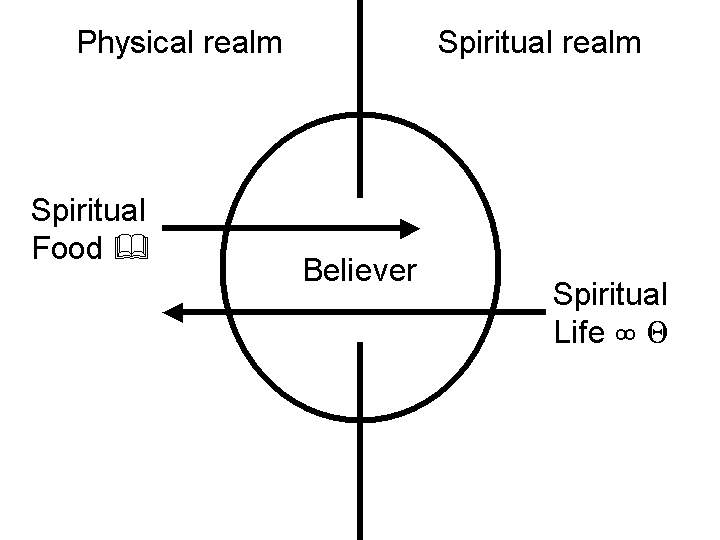 Physical realm
Spiritual realm
Spiritual
Food 🕮
Believer
Spiritual
Life ∞ Θ